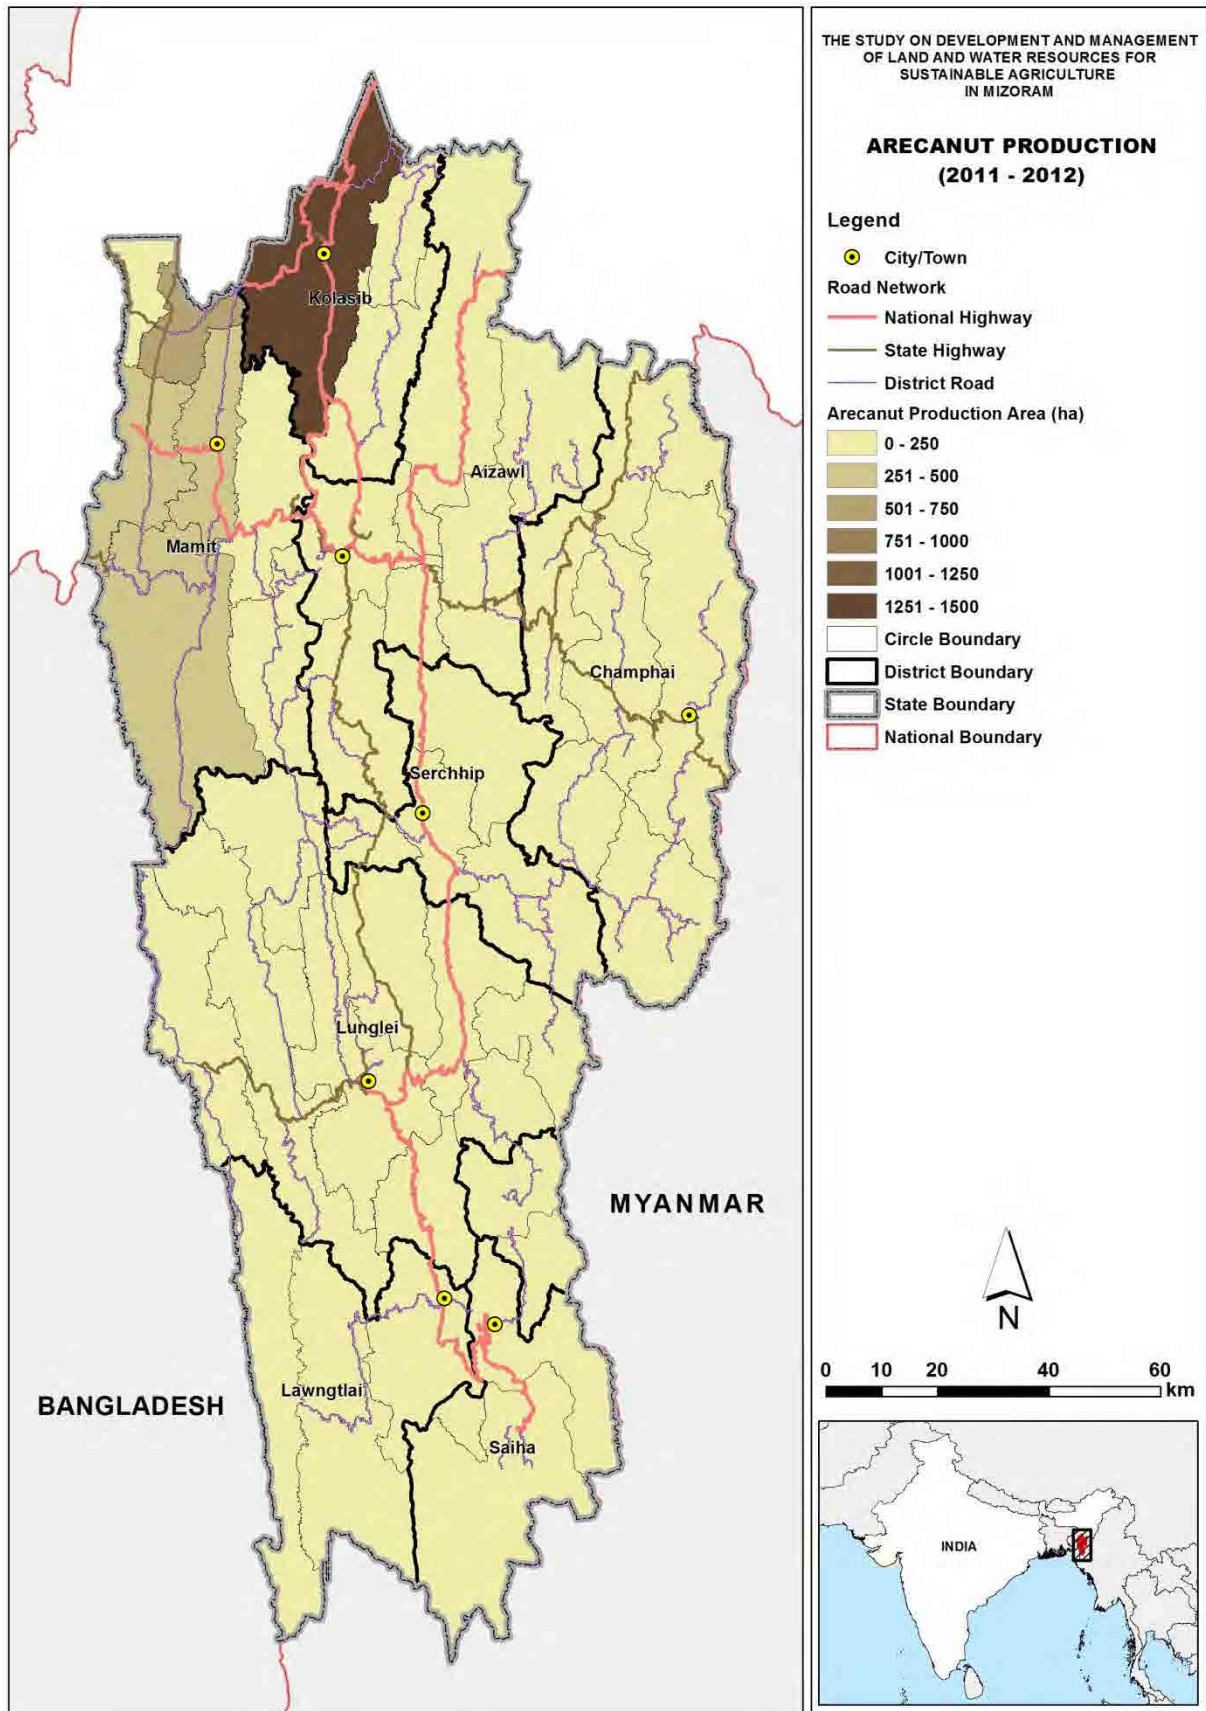 THE STUDY ON DEVELOPMENT AND MANAGEMENT
OF LAND AND WATER RESOURCES FOR
SUSTAINABLE AGRICULTURE
IN MIZORAM
ARECANUT PRODUCTION
(2011 - 2012)
Legend
City/Town
Road Network
National Highway
State Highway
District Road
Arecanut Production Area (ha)
0 - 250
251 - 500
501 - 750
751 - 1000
1001 - 1250
1251 - 1500
Circle Boundary
District Boundary
State Boundary
National Boundary
Kolasib
Aizawl
Mamit
Champhai
Serchhip
Lunglei
MYANMAR
Lawngtlai
BANGLADESH
Saiha
N
0 10 20 40 60
km
INDIA